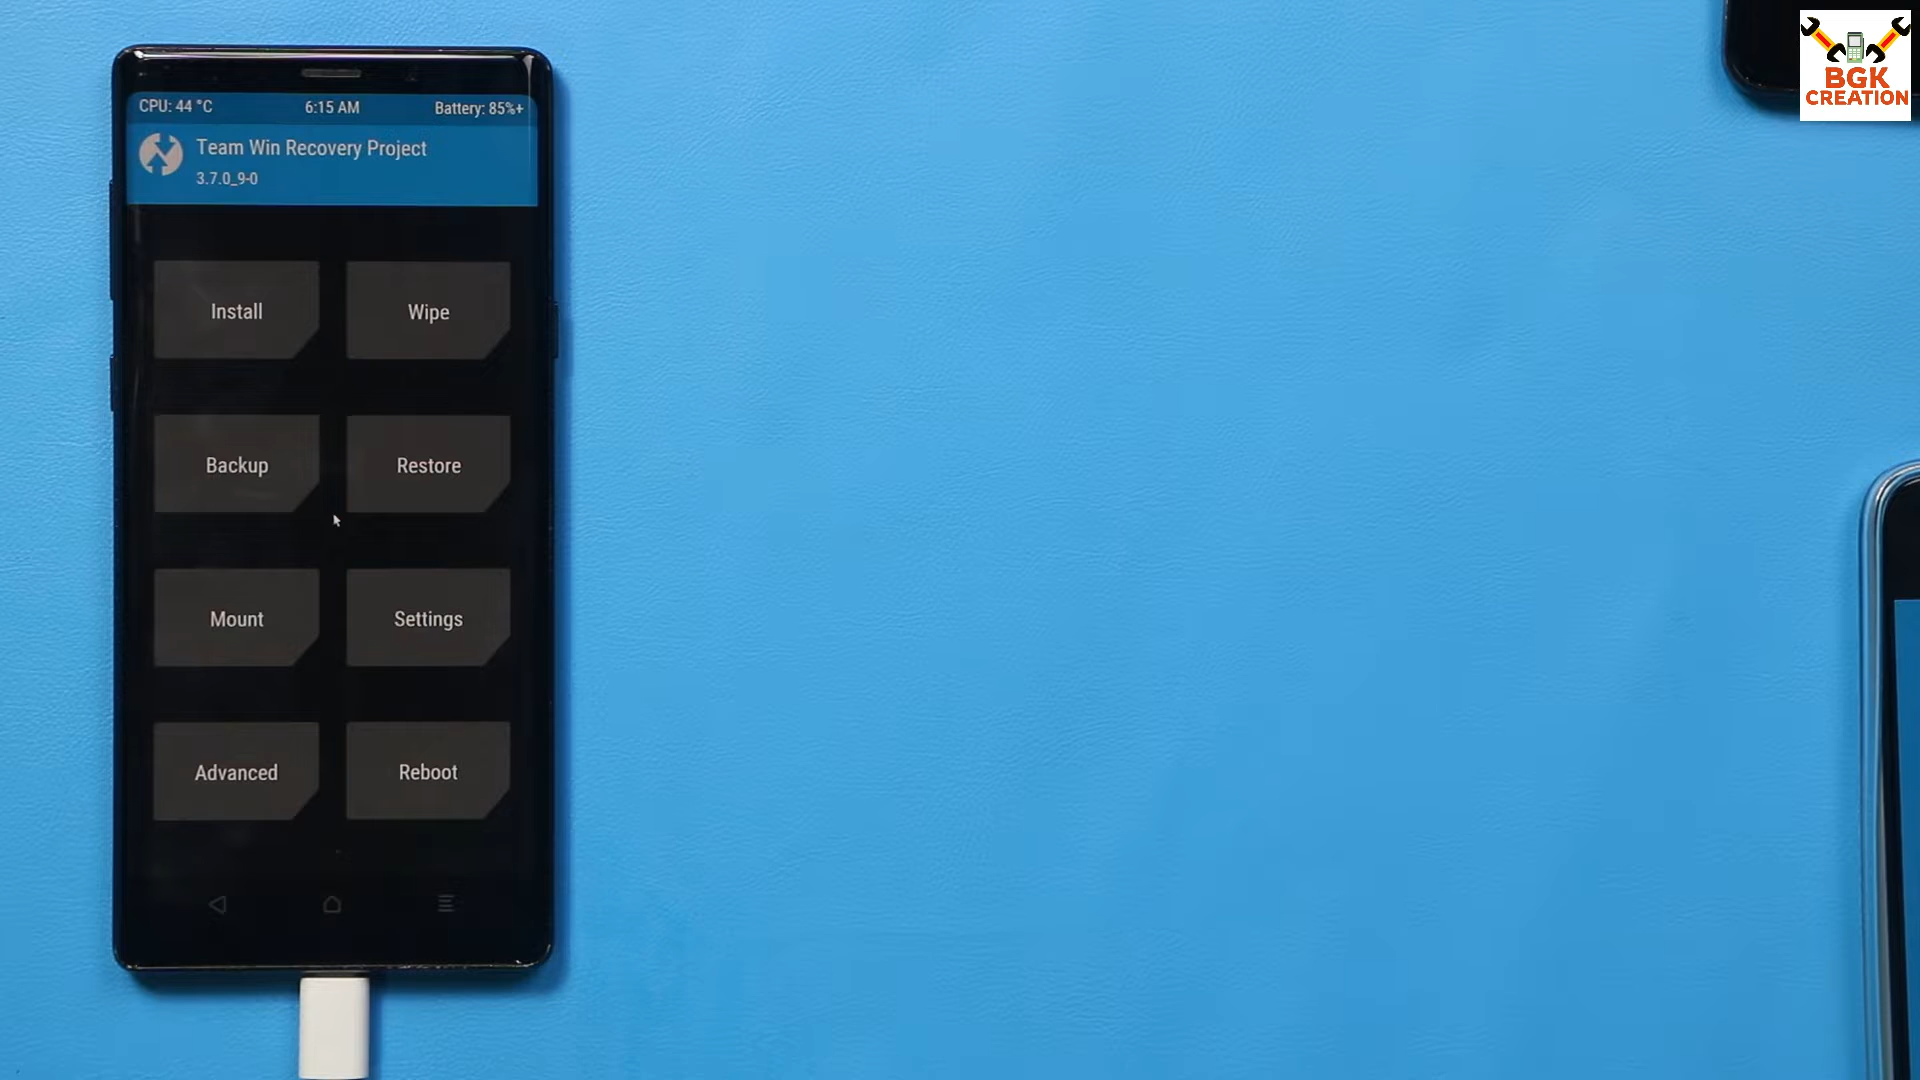 BGK
CREATION
CPU: 44 °C
6:15 AM
Battery: 85%+
Team Win Recovery Project
3.7.0_9-0
Install
Wipe
Backup
Restore
Mount
Settings
Advanced
Reboot